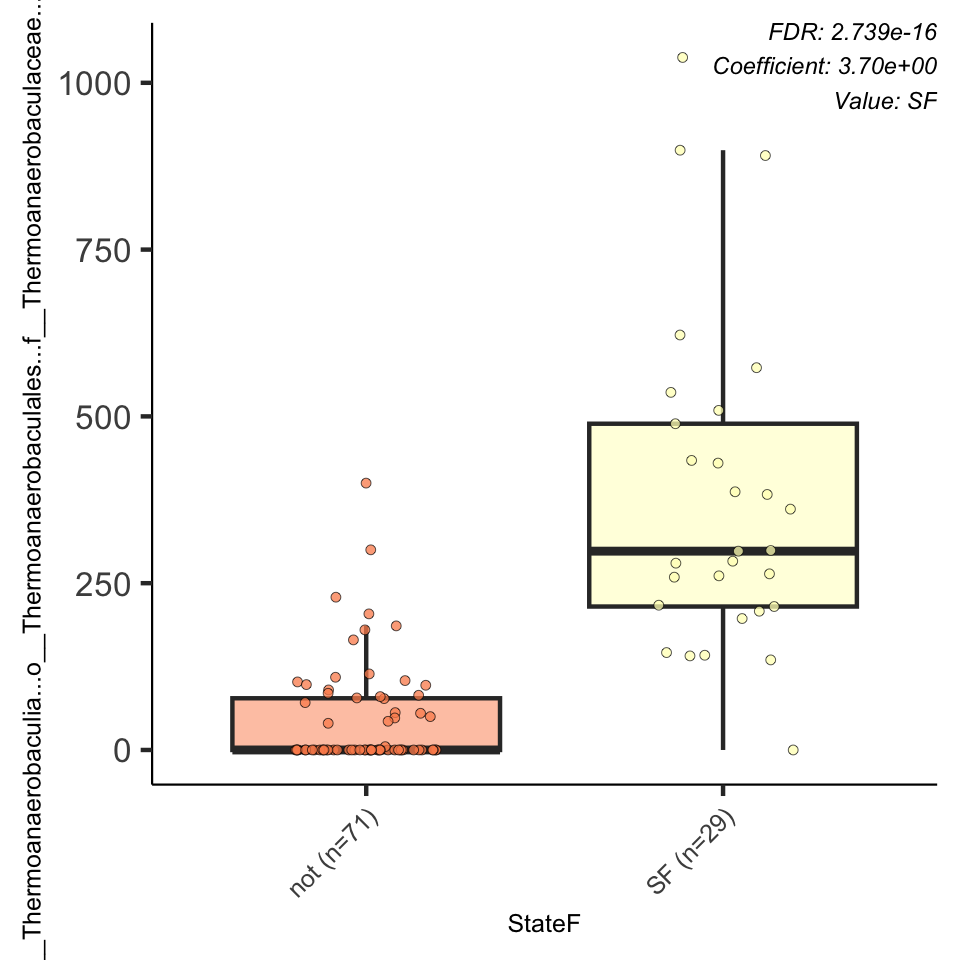 FDR: 2.739e-16
Coefficient: 3.70e+00
Value: SF
__Thermoanaerobaculia...o__Thermoanaerobaculales...f__Thermoanaerobaculaceae...
1000
750
500
250
0
not (n=71)
SF (n=29)
StateF